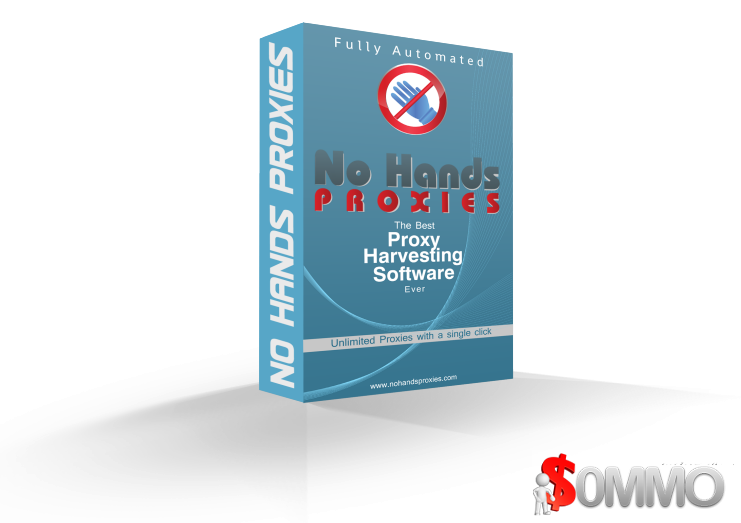 NO HANDS PROXIES
Fully Automated
No Hands
PROXIES
The Best
Proxy
Harvesting
Software
Ever
Unlimited Proxies with a single click
www.nohandsproxies.com
$0MMO